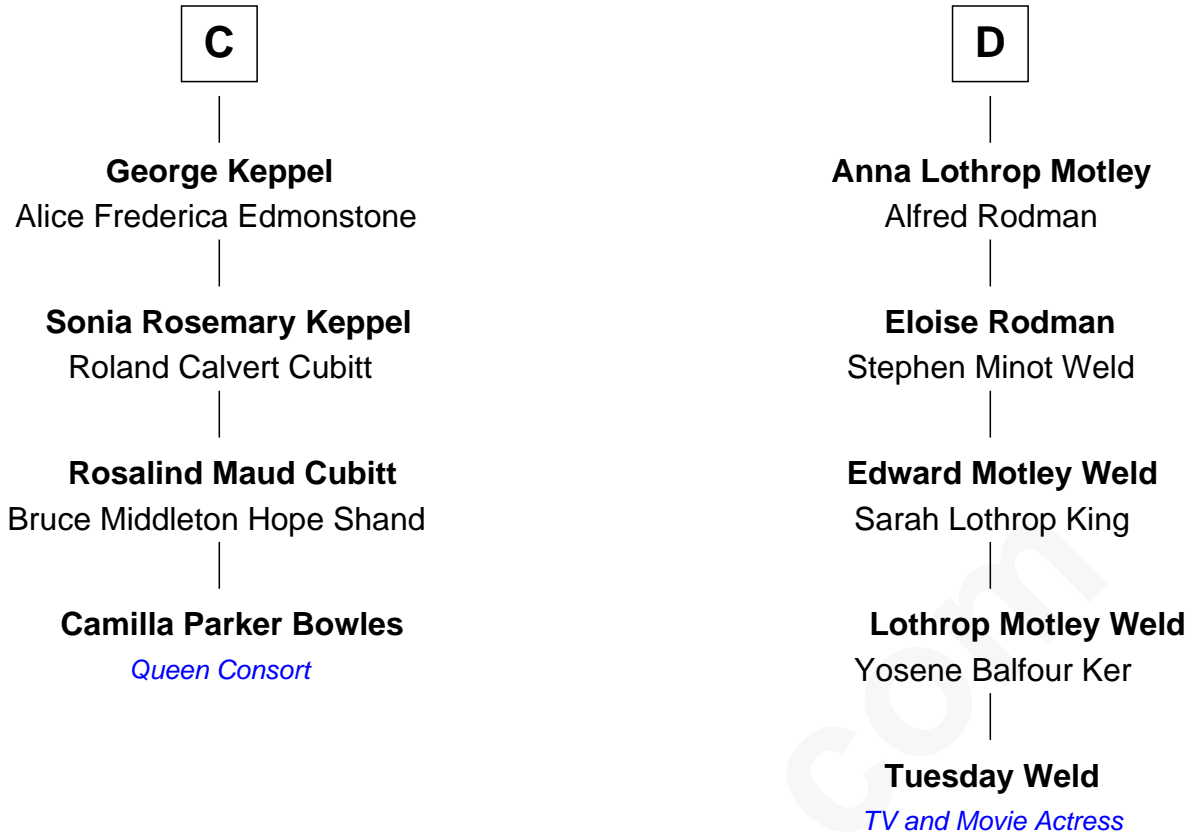 C
George Keppel
Alice Frederica Edmonstone
Sonia Rosemary Keppel
Roland Calvert Cubitt
Rosalind Maud Cubitt
Bruce Middleton Hope Shand
Camilla Parker Bowles
Queen Consort
D
Anna Lothrop Motley
Alfred Rodman
Eloise Rodman
Stephen Minot Weld
Edward Motley Weld
Sarah Lothrop King
Lothrop Motley Weld
Yosene Balfour Ker
Tuesday Weld
TV and Movie Actress
com